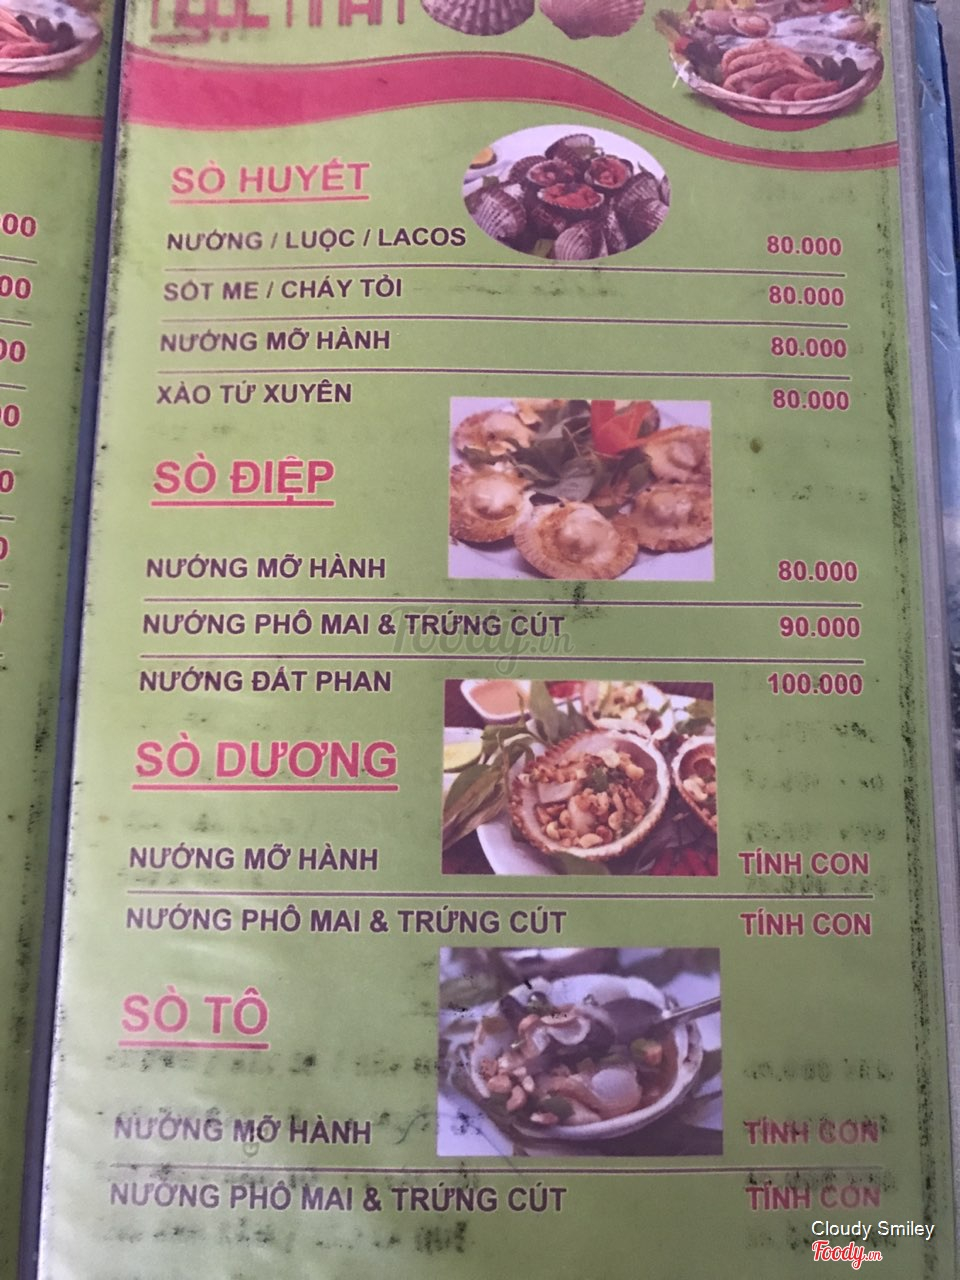 SÒ HUYẾT
NƯỚNG / LUỘC / LACOS 80.000
SỐT ME / CHÁY TỎI 80.000
NƯỚNG MỠ HÀNH 80.000
XÀO TỨ XUYÊN 80.000
SÒ ĐIỆP
NƯỚNG MỠ HÀNH 80.000
NƯỚNG PHÔ MAI & TRỨNG CÚT 90.000
NƯỚNG ĐÁT PHAN 100.000
SÒ DƯƠNG
NƯỚNG MỠ HÀNH TÍNH CON
NƯỚNG PHÔ MAI & TRỨNG CÚT TÍNH CON
SÒ TÔ
NƯỚNG MỠ HÀNH TÍNH CON
NƯỚNG PHÔ MAI & TRỨNG CÚT TÍNH CON
Foody.vn
Cloudy Smiley
Foody.vn